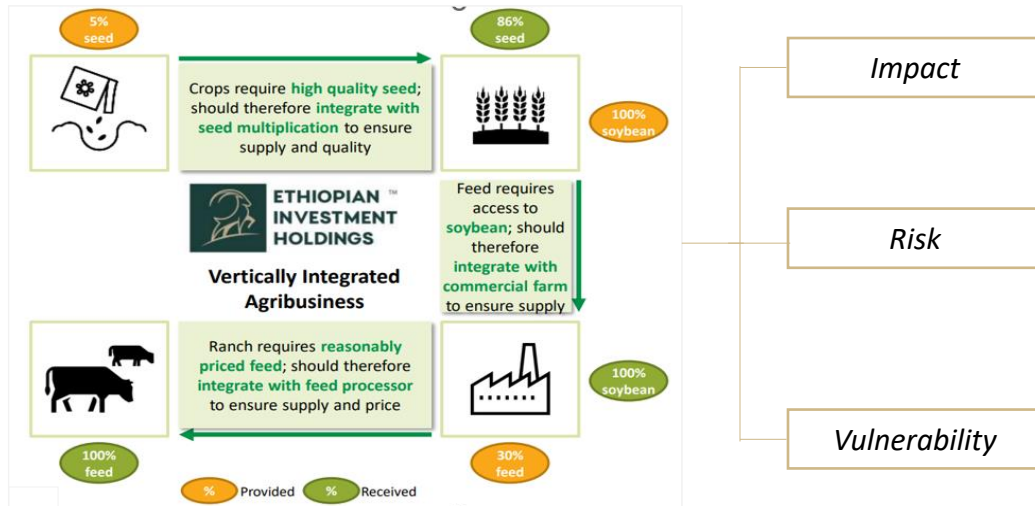 5%
seed
86%
seed
Crops require high quality seed;
should therefore integrate with
seed multiplication to ensure
supply and quality
100%
soybean
ETHIOPIAN ™
INVESTMENT
HOLDINGS
Vertically Integrated
Agribusiness
Feed requires
access to
soybean; should
therefore
integrate with
commercial farm
to ensure supply
Ranch requires reasonably
priced feed; should therefore
integrate with feed processor
to ensure supply and price
100%
soybean
100%
feed
30%
feed
% Provided
% Received
Impact
Risk
Vulnerability